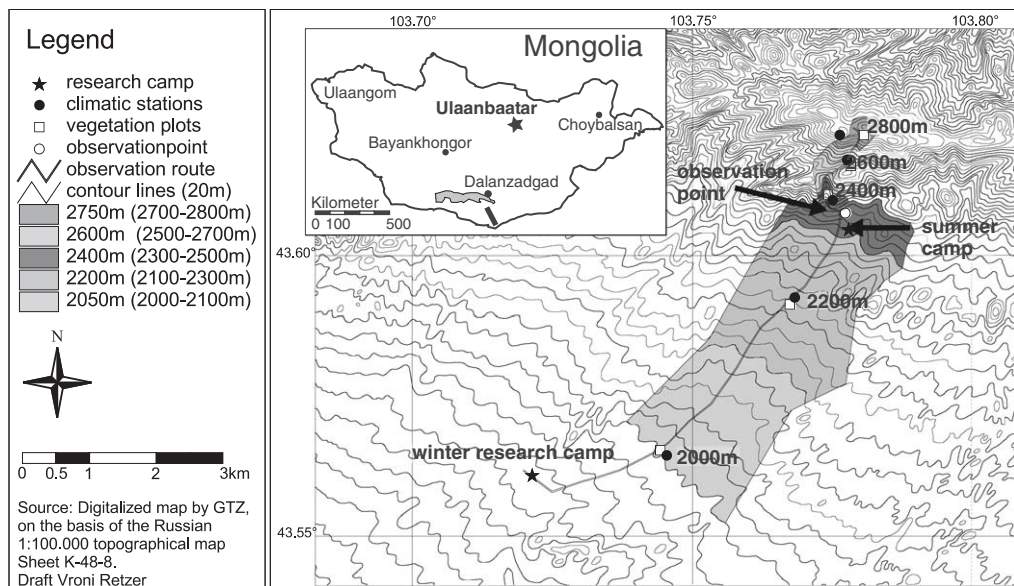 Legend
research camp
climatic stations
vegetation plots
observationpoint
observation route
contour lines (20m)
2750m (2700-2800m)
2600m (2500-2700m)
2400m (2300-2500m)
2200m (2100-2300m)
2050m (2000-2100m)
N
0 0.5 1 2 3km
Source: Digitalized map by GTZ,
on the basis of the Russian
1:100.000 topographical map
Sheet K-48-8.
Draft Vroni Retzer
103.70° 103.75° 103.80°
Mongolia
Ulaangom
Ulaanbaatar
Choybalsan
Bayankhongor
Dalanzadgad
Kilometer
0 100 500
2800m
2600m
observation
point
2400m
summer
camp
43.60°
2200m
winter research camp
2000m
43.55°